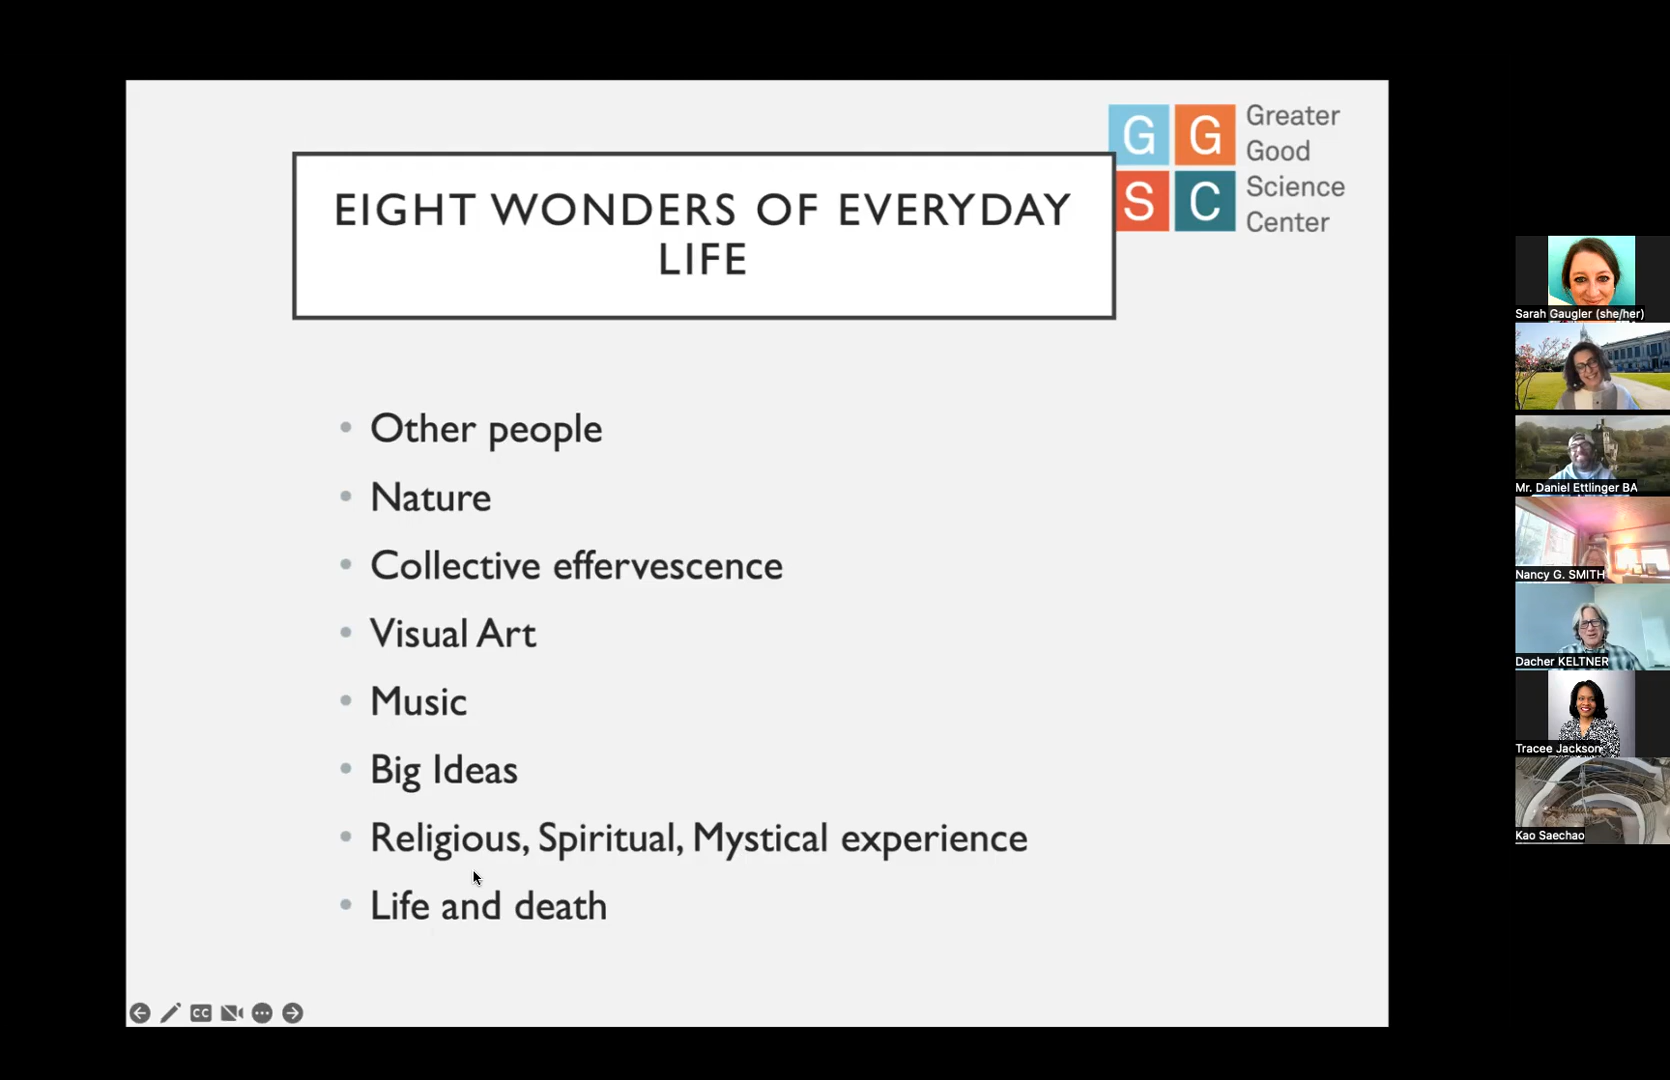 G G
S C
Greater
Good
Science
Center
EIGHT WONDERS OF EVERYDAY
LIFE
• Other people
• Nature
• Collective effervescence
• Visual Art
• Music
• Big Ideas
• Religious, Spiritual, Mystical experience
• Life and death
CC
Sarah Gaugler (she/her)
Mr. Daniel Ettlinger BA
Nancy G. SMITH
Dacher KELTNER
Tracee Jackson
Kao Saechao